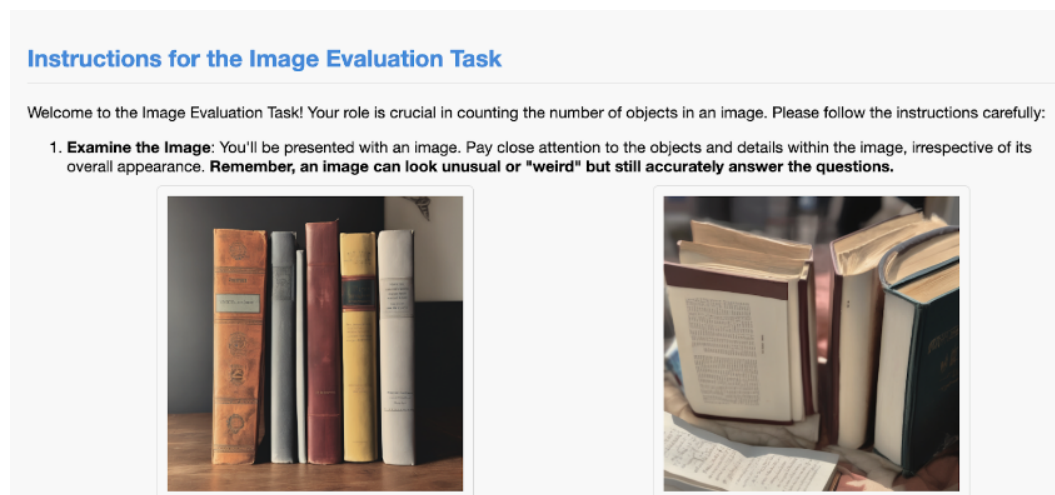 Instructions for the Image Evaluation Task
Welcome to the Image Evaluation Task! Your role is crucial in counting the number of objects in an image. Please follow the instructions carefully:
1. Examine the Image: You'll be presented with an image. Pay close attention to the objects and details within the image, irrespective of its
overall appearance. Remember, an image can look unusual or "weird" but still accurately answer the questions.